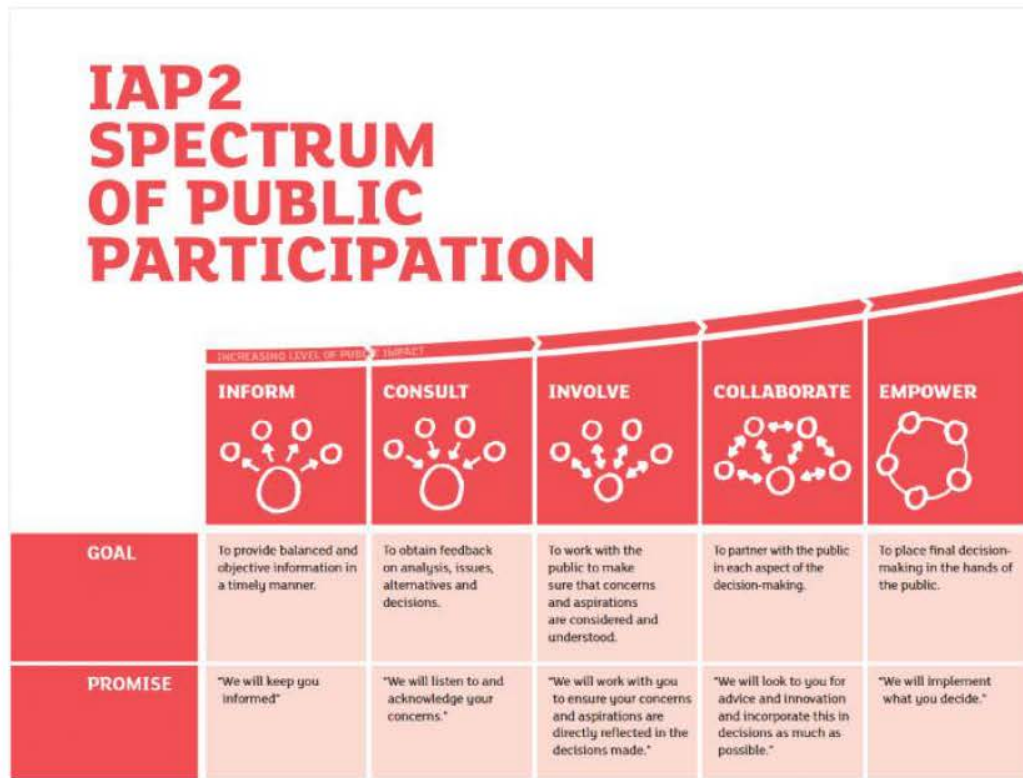 IAP2
SPECTRUM
OF PUBLIC
PARTICIPATION
INCREASING LEVEL OF PUBLIC IMPACT
INFORM
CONSULT
INVOLVE
COLLABORATE
EMPOWER
GOAL
To provide balanced and
objective information in
a timely manner.
To obtain feedback
on analysis, issues,
alternatives and
decisions.
To work with the
public to make
sure that concerns
and aspirations
are considered and
understood.
To partner with the public
in each aspect of the
decision-making.
To place final decision-
making in the hands of
the public.
PROMISE
"We will keep you
informed"
"We will listen to and
acknowledge your
concerns."
"We will work with you
to ensure your concerns
and aspirations are
directly reflected in the
decisions made."
"We will look to you for
advice and innovation
and incorporate this in
decisions as much as
possible."
"We will implement
what you decide."